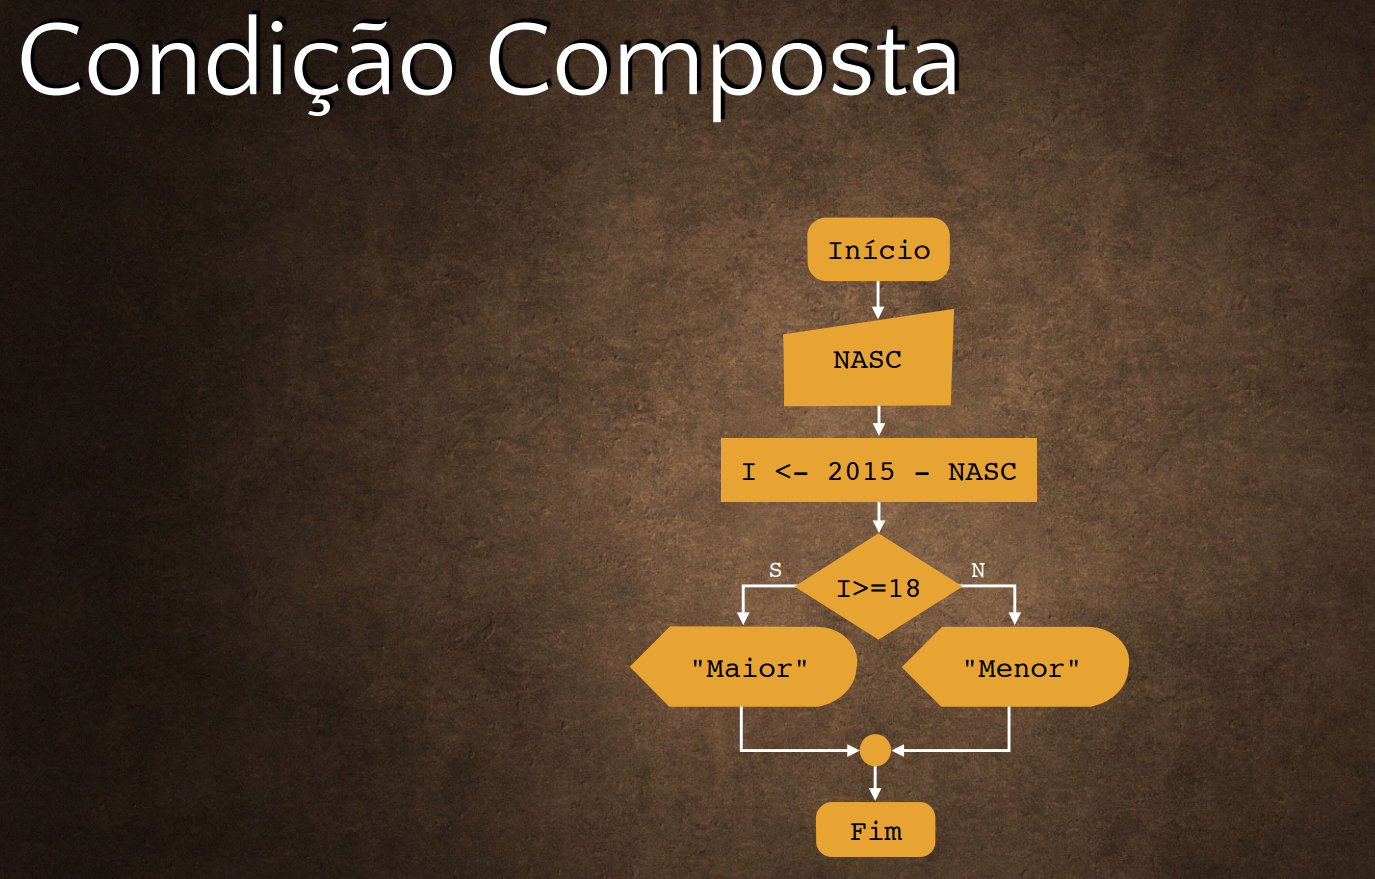 Condição Composta
Início
NASC
I <- 2015 - NASC
I>=18
S
N
"Maior"
"Menor"
Fim